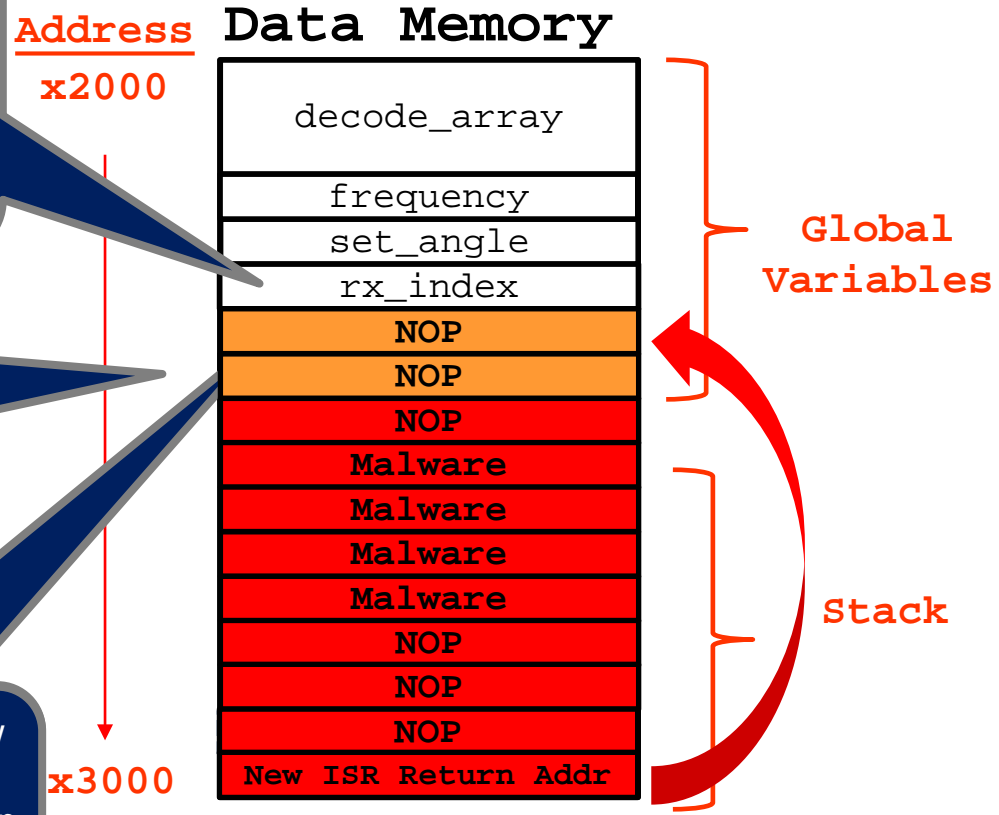 Address
Data Memory
x2000
decode_array
frequency
set_angle
rx_index
NOP
NOP
NOP
Malware
Malware
Malware
Malware
NOP
NOP
NOP
New ISR Return Addr
x3000
Global
Variables
Stack